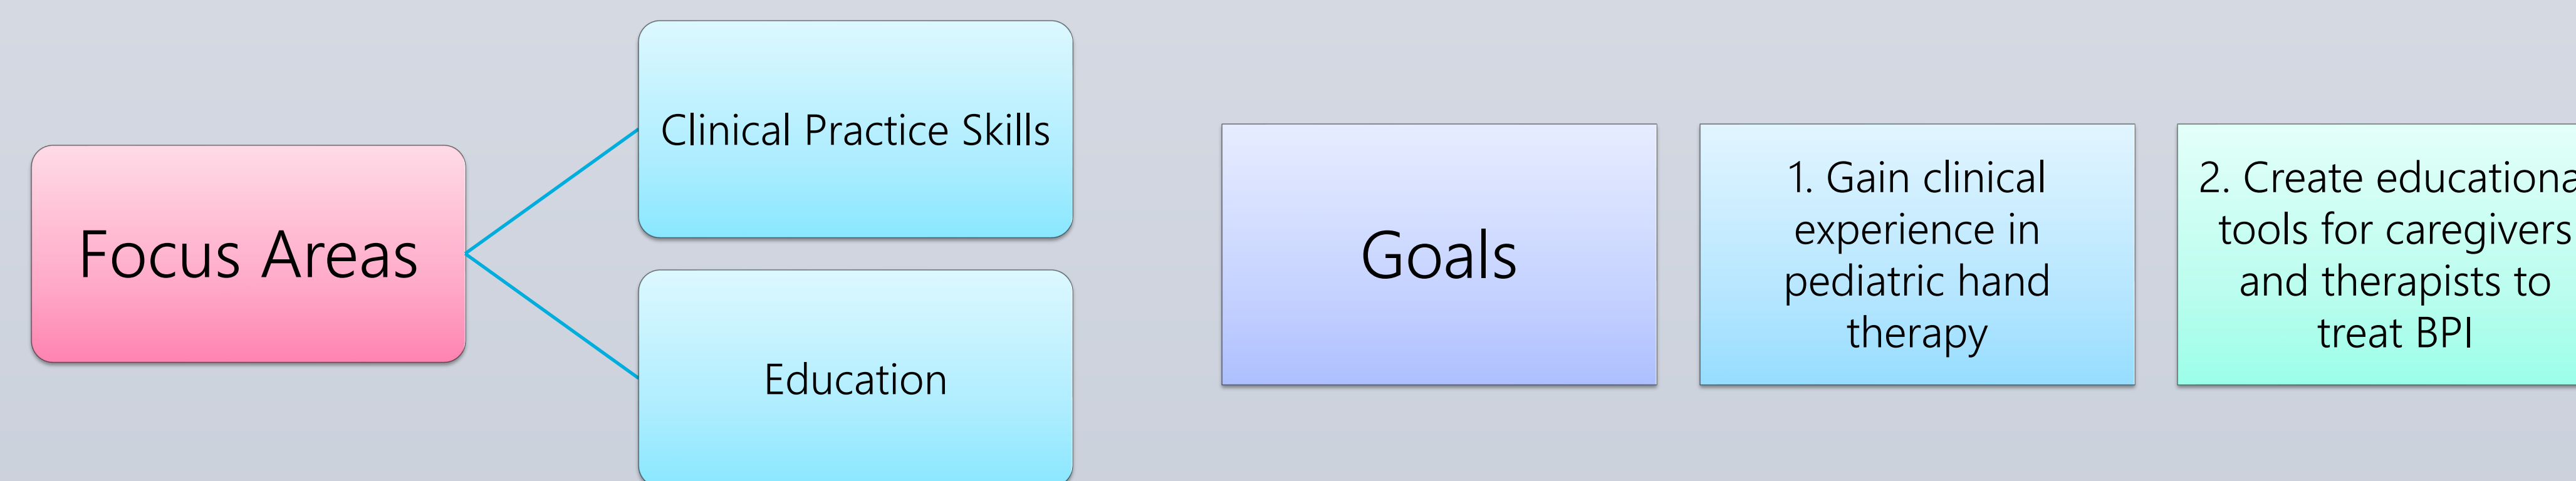 Focus Areas
Clinical Practice Skills
Education
Goals
1. Gain clinical
experience in
pediatric hand
therapy
2. Create educationa
tools for caregivers
and therapists to
treat BPI